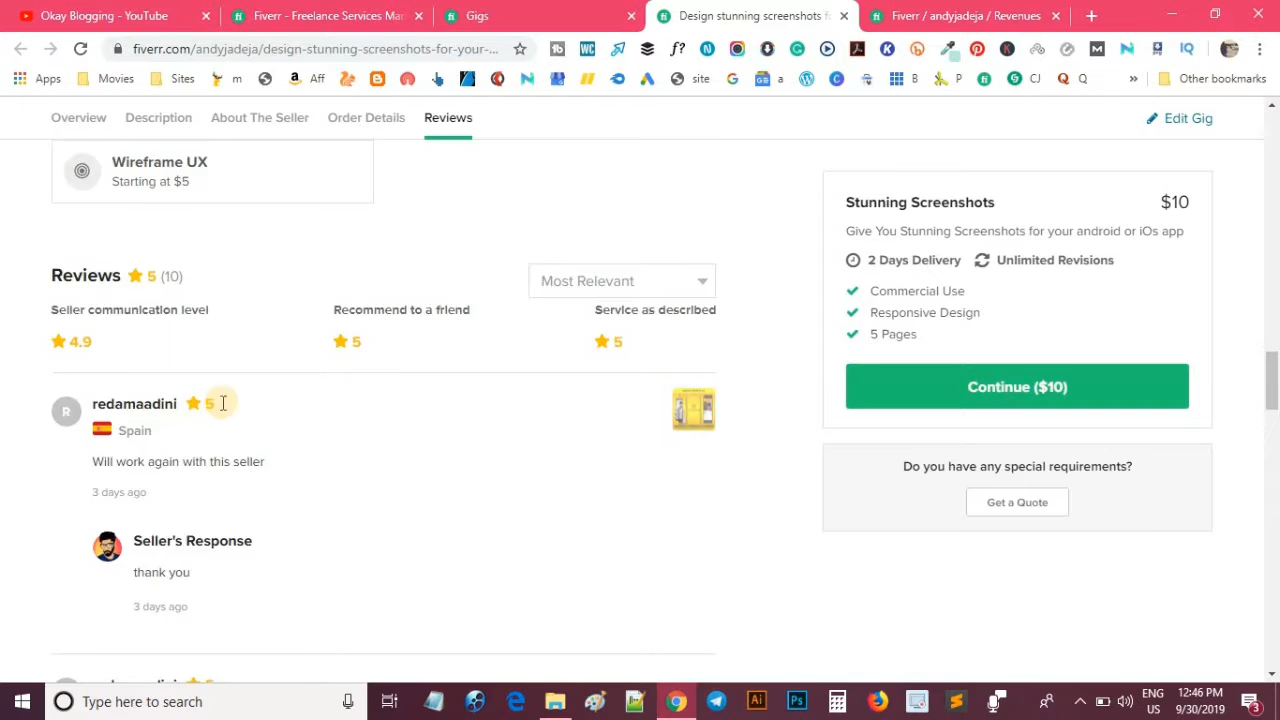 Okay Blogging - YouTube
Fiverr - Freelance Services Mar
Gigs
Design stunning screenshots f
Fiverr / andyjadeja / Revenues
fiverr.com/andyjadeja/design-stunning-screenshots-for-your-...
Apps
Movies
Sites
m
Aff
site
a
B
P
CJ
Q
Other bookmarks
Overview
Description
About The Seller
Order Details
Reviews
Edit Gig
Wireframe UX
Starting at $5
Stunning Screenshots
$10
Give You Stunning Screenshots for your android or iOs app
2 Days Delivery
Unlimited Revisions
Commercial Use
Responsive Design
5 Pages
Continue ($10)
Do you have any special requirements?
Get a Quote
Reviews 5 (10)
Most Relevant
Seller communication level
Recommend to a friend
Service as described
4.9
5
5
R
redamaadini 5
Spain
Will work again with this seller
3 days ago
Seller's Response
thank you
3 days ago
Type here to search
ENG
US
12:46 PM
9/30/2019
3